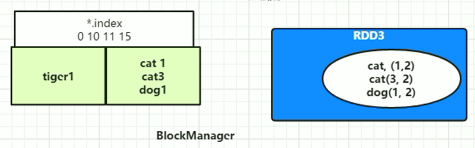 *.index
0 10 11 15
tiger1
cat 1
cat3
dog1
RDD3
cat, (1,2)
cat(3, 2)
dog(1, 2)
BlockManager